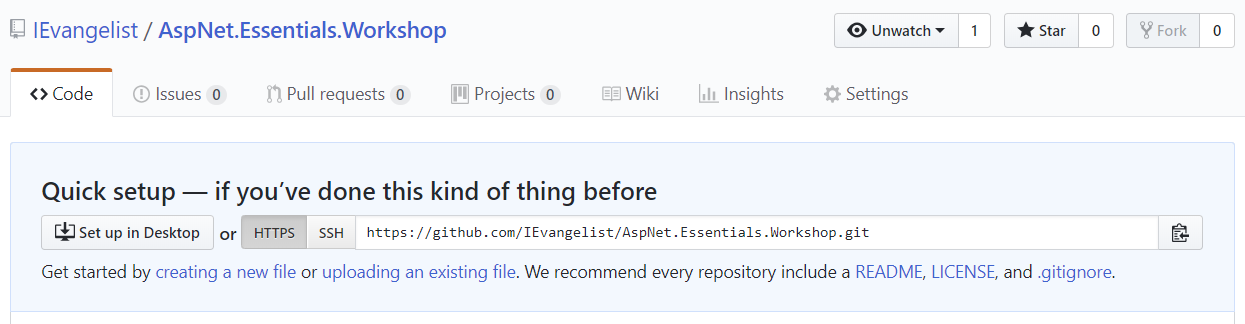 IEvangelist / AspNet.Essentials.Workshop Unwatch 1 Star 0 Fork 0
Code Issues 0 Pull requests 0 Projects 0 Wiki Insights Settings
Quick setup — if you’ve done this kind of thing before
Set up in Desktop or HTTPS SSH https://github.com/IEvangelist/AspNet.Essentials.Workshop.git
Get started by creating a new file or uploading an existing file. We recommend every repository include a README, LICENSE, and .gitignore.